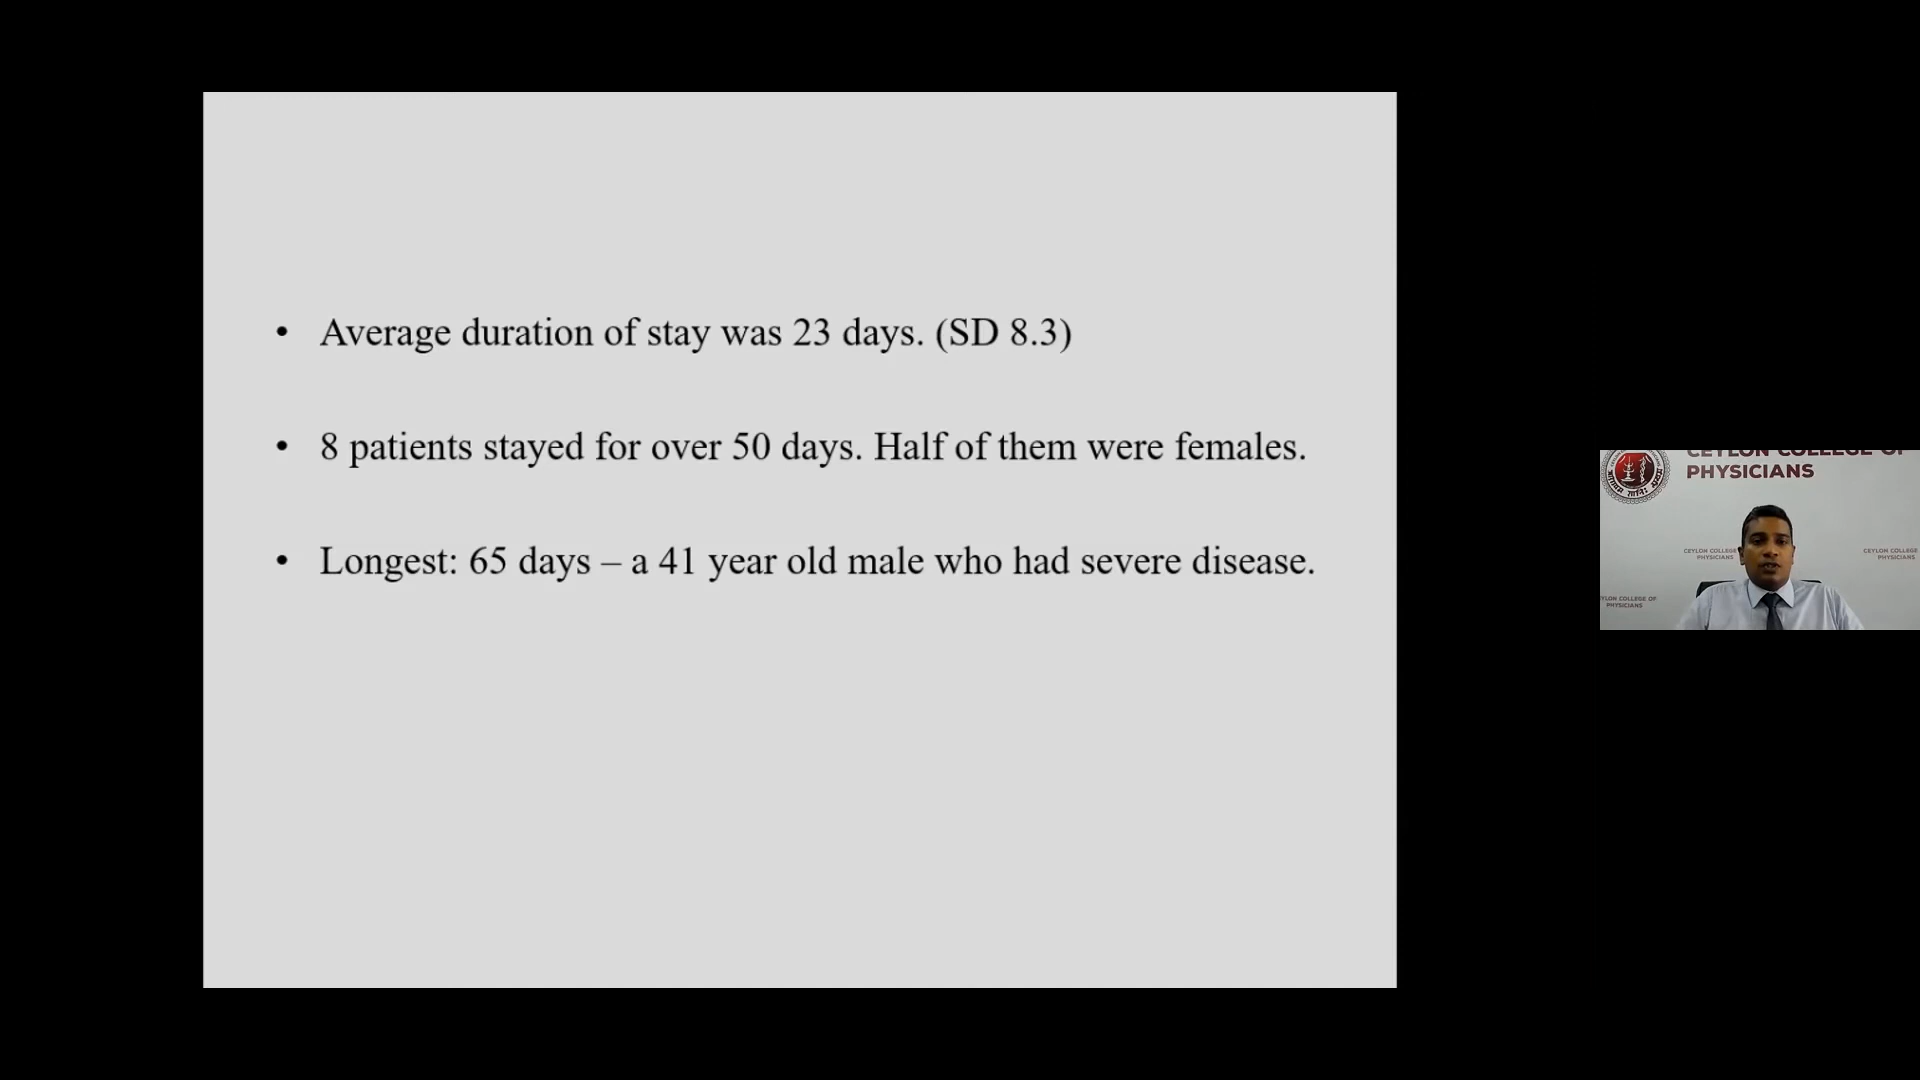 • Average duration of stay was 23 days. (SD 8.3)
• 8 patients stayed for over 50 days. Half of them were females.
• Longest: 65 days – a 41 year old male who had severe disease.
CEYLON COLLEGE OF
PHYSICIANS
CEYLON COLLEGE
PHYSICIANS
CEYLON COLLEGE
PHYSICIANS
YLON COLLEGE OF
PHYSICIANS